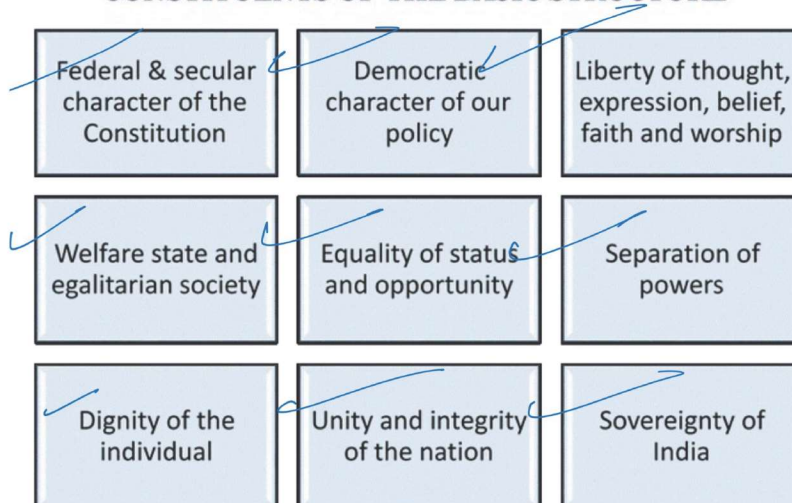 Federal & secular
character of the
Constitution
Democratic
character of our
policy
Liberty of thought,
expression, belief,
faith and worship
Welfare state and
egalitarian society
Equality of status
and opportunity
Separation of
powers
Dignity of the
individual
Unity and integrity
of the nation
Sovereignty of
India